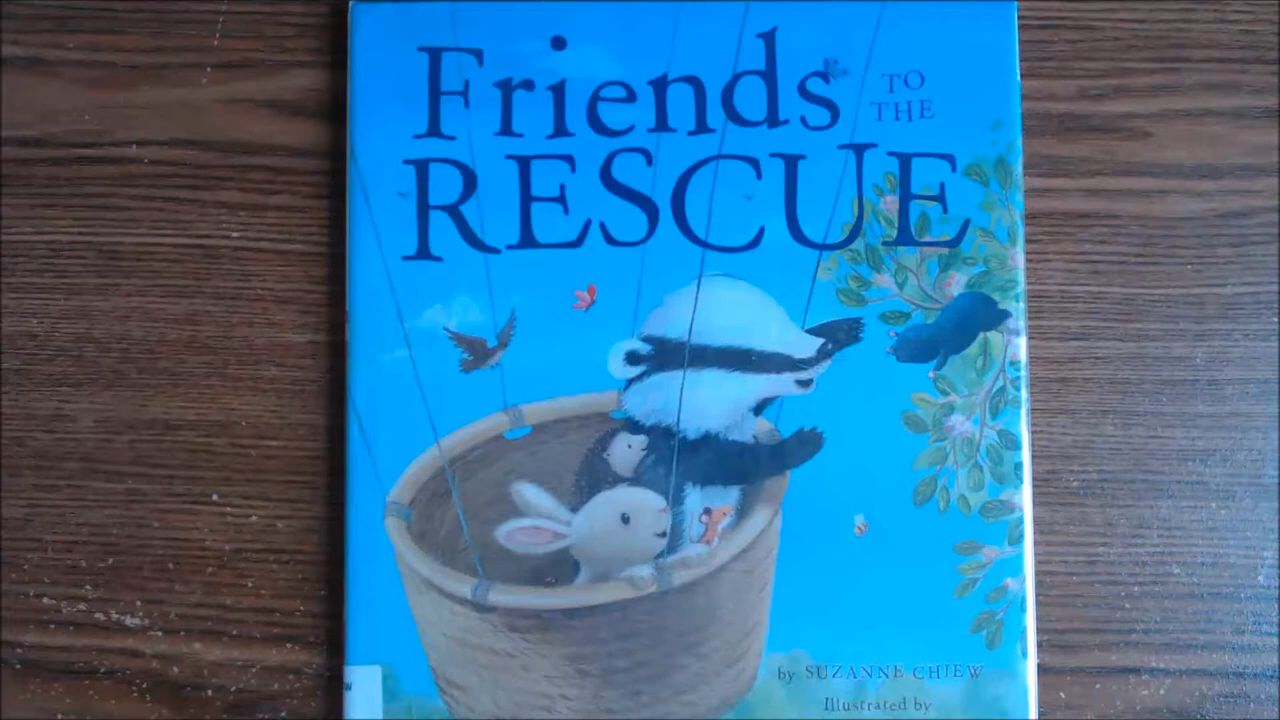 Friends TO
THE
RESCUE
by SUZANNE CHIEW
Illustrated by
W